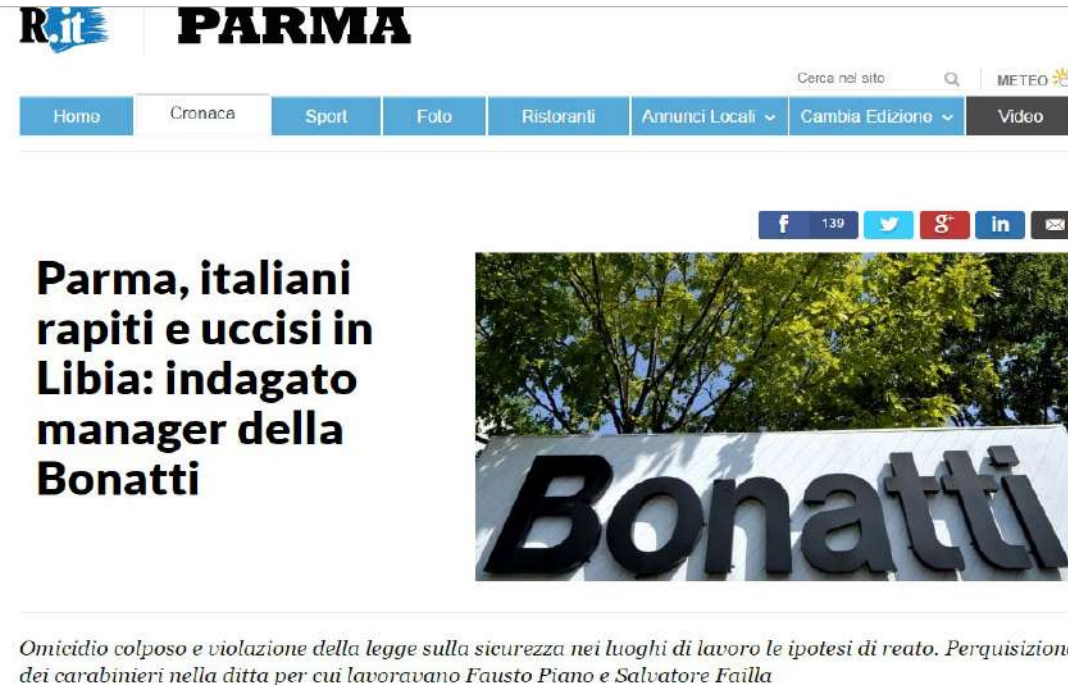 R.it PARMA
Cerca nel sito METEO
Home Cronaca Sport Foto Ristoranti Annunci Locali Cambia Edizione Video
f 139 g+ in
Parma, italiani
rapiti e uccisi in
Libia: indagato
manager della
Bonatti
Bonatti
Omicidio colposo e violazione della legge sulla sicurezza nei luoghi di lavoro le ipotesi di reato. Perquisizione
dei carabinieri nella ditta per cui lavoravano Fausto Piano e Salvatore Failla